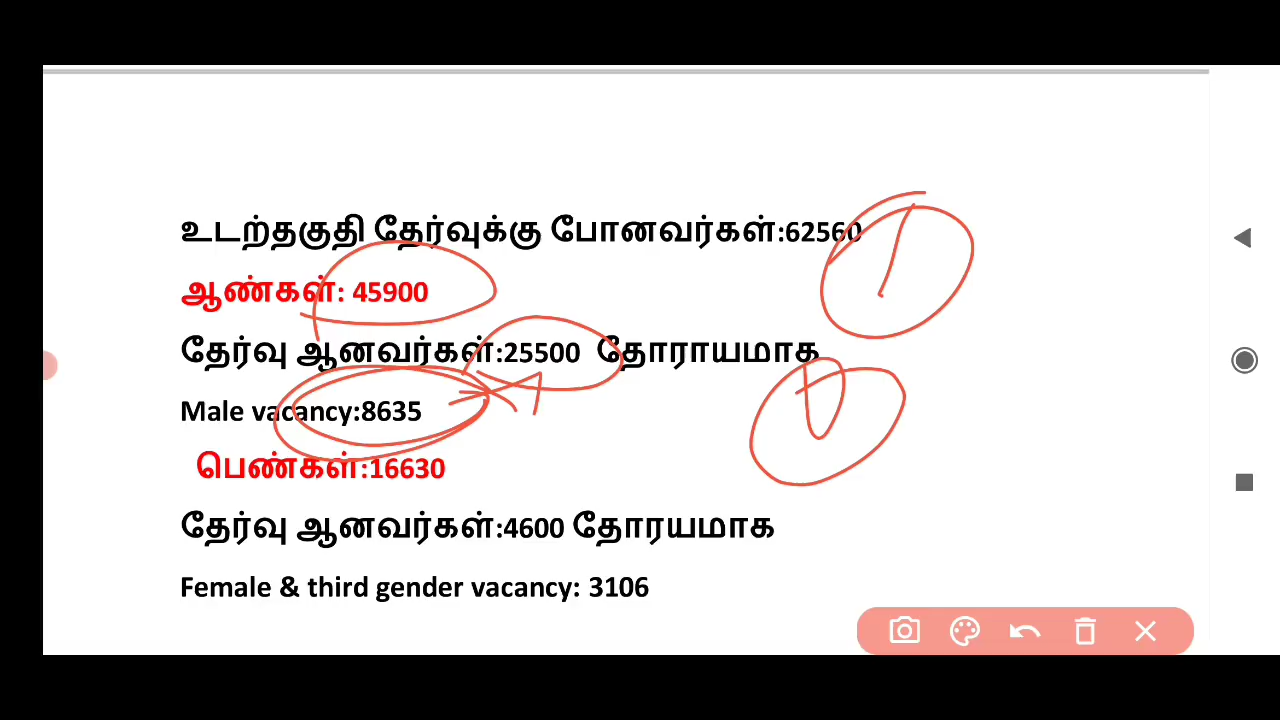 உடற்தகுதி தேர்வுக்கு போனவர்கள்:62560
ஆண்கள்: 45900
தேர்வு ஆனவர்கள்:25500 தோராயமாக
Male vacancy:8635
பெண்கள்:16630
தேர்வு ஆனவர்கள்:4600 தோரயமாக
Female & third gender vacancy: 3106